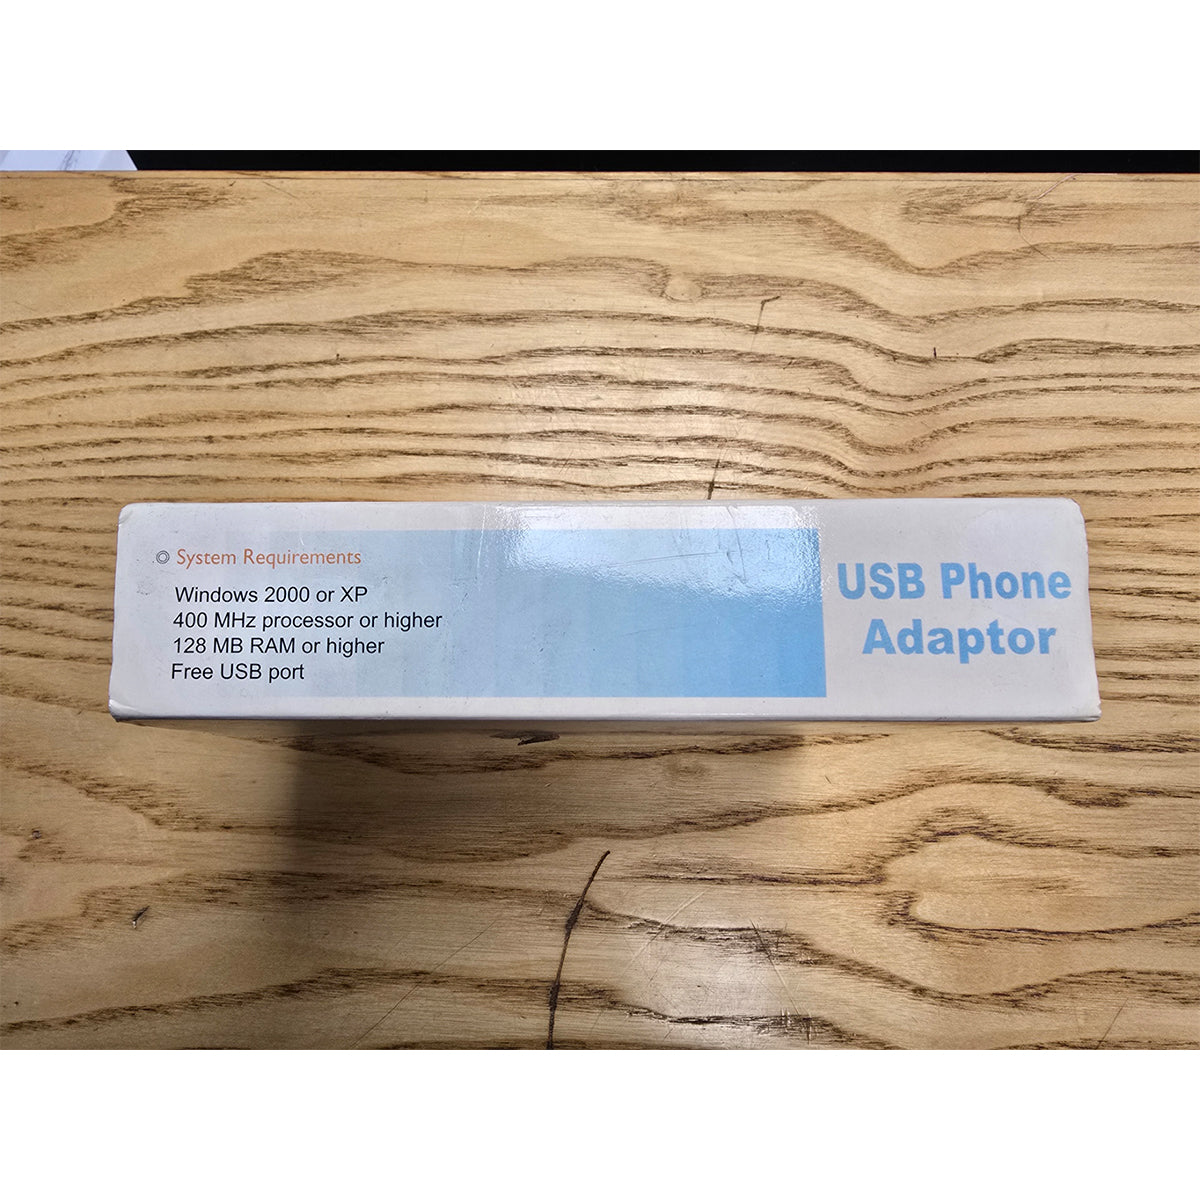 System Requirements
Windows 2000 or XP
400 MHz processor or higher
128 MB RAM or higher
Free USB port
USB Phone
Adaptor